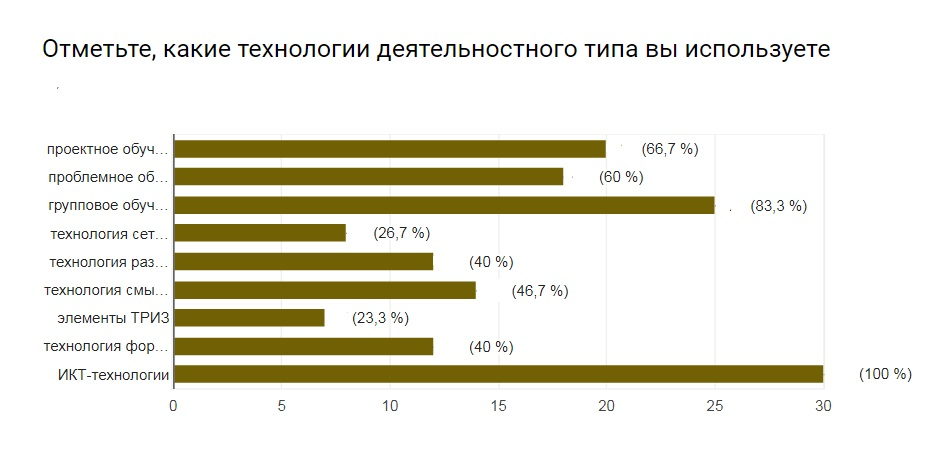 Отметьте, какие технологии деятельностного типа вы используете
проектное обуч... (66,7 %)
проблемное об... (60 %)
групповое обуч... (83,3 %)
технология сет... (26,7 %)
технология раз... (40 %)
технология смы... (46,7 %)
элементы ТРИЗ (23,3 %)
технология фор... (40 %)
ИКТ-технологии (100 %)
0 5 10 15 20 25 30